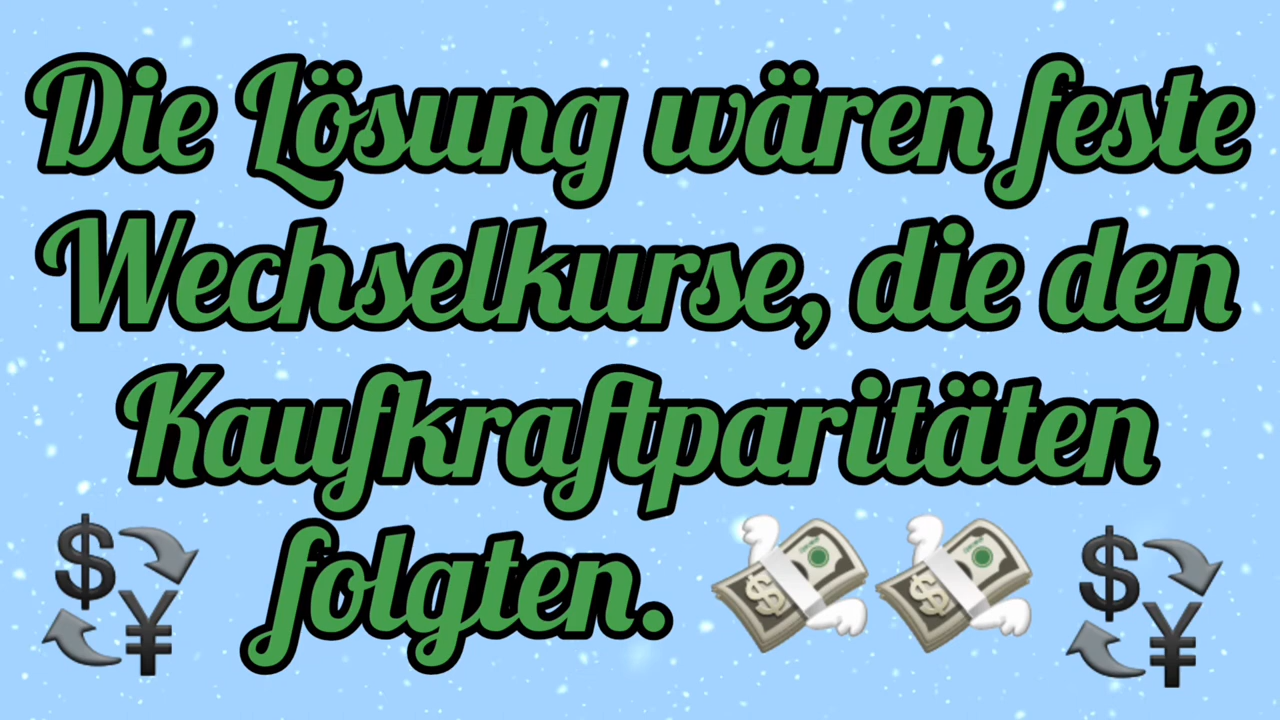 Die Lösung wären feste
Wechselkurse, die den
Kaufkraftparitäten
folgten.